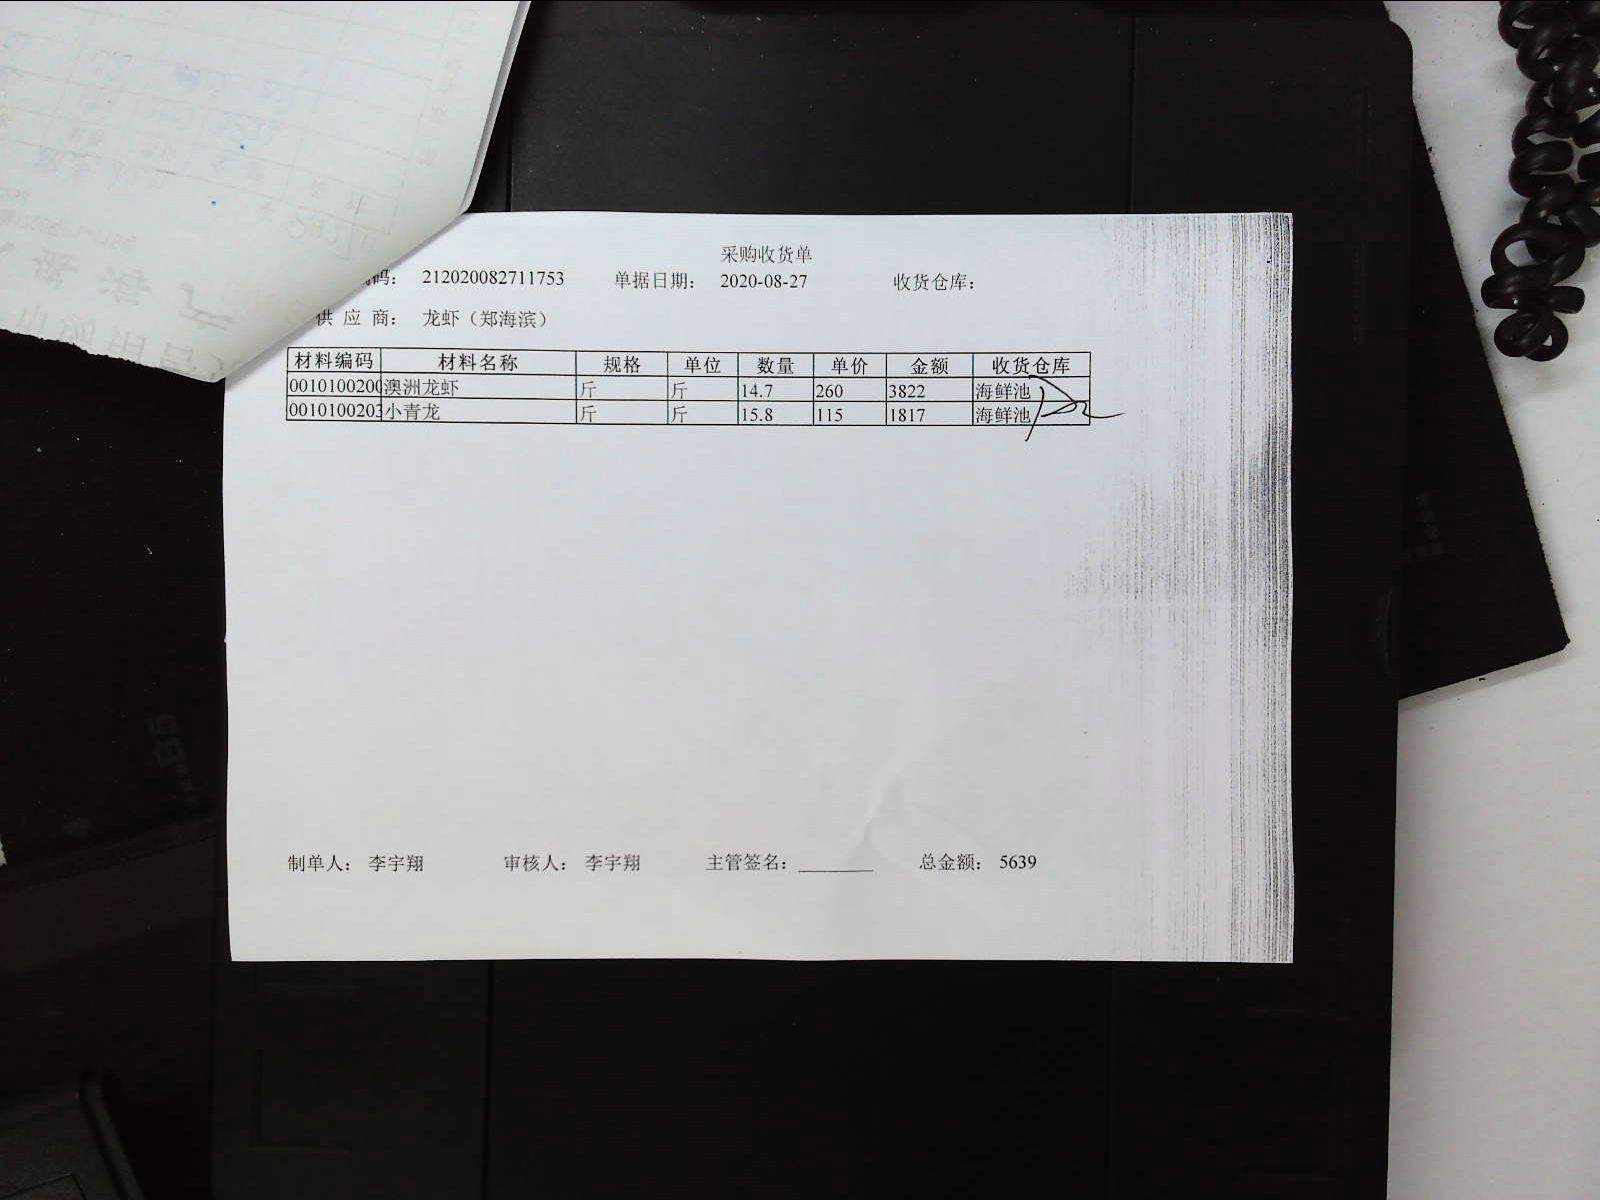 采购收货单
码： 212020082711753 单据日期： 2020-08-27 收货仓库：
供 应 商： 龙虾（郑海滨）
材料编码 材料名称 规格 单位 数量 单价 金额 收货仓库
0010100200 澳洲龙虾 斤 斤 14.7 260 3822 海鲜池
0010100203 小青龙 斤 斤 15.8 115 1817 海鲜池
制单人： 李宇翔 审核人： 李宇翔 主管签名： 总金额： 5639